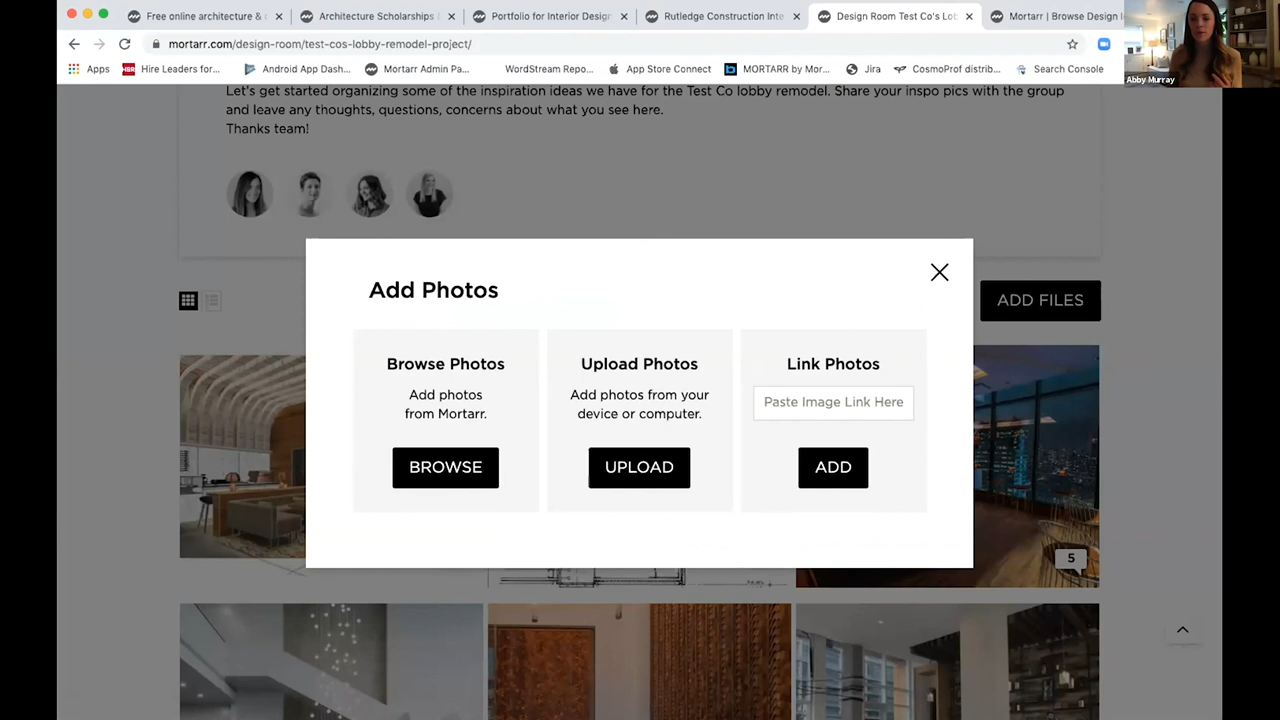 Free online architecture &
Architecture Scholarships
Portfolio for Interior Design
Rutledge Construction Inte
Design Room Test Co's Lob
Mortarr | Browse Design I
mortarr.com/design-room/test-cos-lobby-remodel-project/
Apps
HBR
Hire Leaders for...
Android App Dash...
Mortarr Admin Pa...
WordStream Repo...
App Store Connect
MORTARR by Mor...
Jira
CosmoProf distrib...
Search Console
Abby Murray
Let's get started organizing some of the inspiration ideas we have for the Test Co lobby remodel. Share your inspo pics with the group
and leave any thoughts, questions, concerns about what you see here.
Thanks team!
ADD FILES
Add Photos
Browse Photos
Add photos
from Mortarr.
BROWSE
Upload Photos
Add photos from your
device or computer.
UPLOAD
Link Photos
Paste Image Link Here
ADD
5